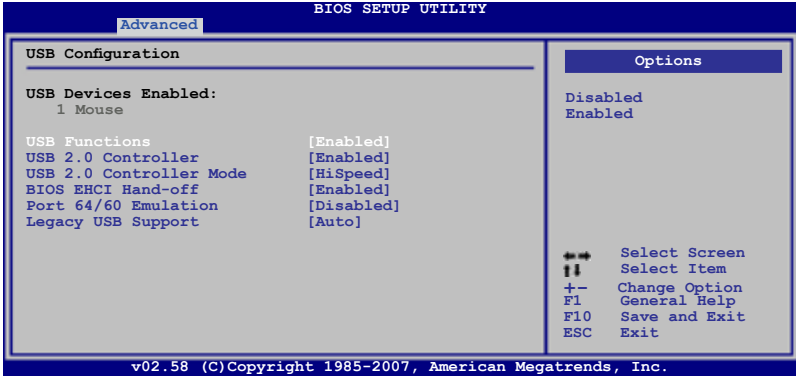 BIOS SETUP UTILITY
Advanced
USB Configuration
USB Devices Enabled:
1 Mouse
USB Functions [Enabled]
USB 2.0 Controller [Enabled]
USB 2.0 Controller Mode [HiSpeed]
BIOS EHCI Hand-off [Enabled]
Port 64/60 Emulation [Disabled]
Legacy USB Support [Auto]
Options
Disabled
Enabled
Select Screen
Select Item
+- Change Option
F1 General Help
F10 Save and Exit
ESC Exit
v02.58 (C)Copyright 1985-2007, American Megatrends, Inc.